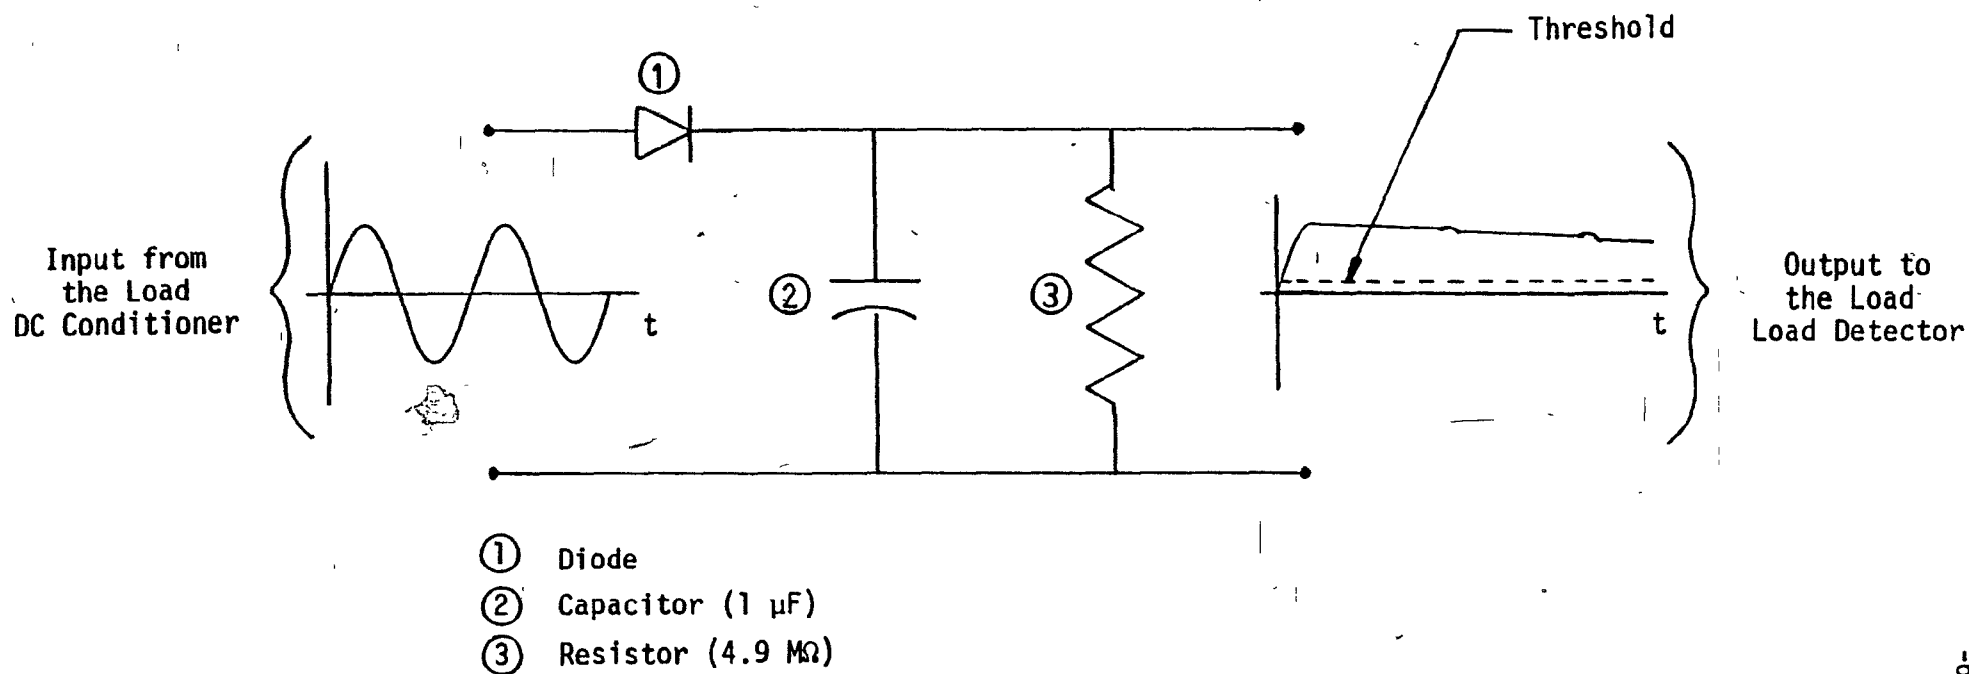 Threshold
①
Input from
the Load
DC Conditioner
t
②
③
t
Output to
the Load
Load Detector
① Diode
② Capacitor (1 µF)
③ Resistor (4.9 MΩ)